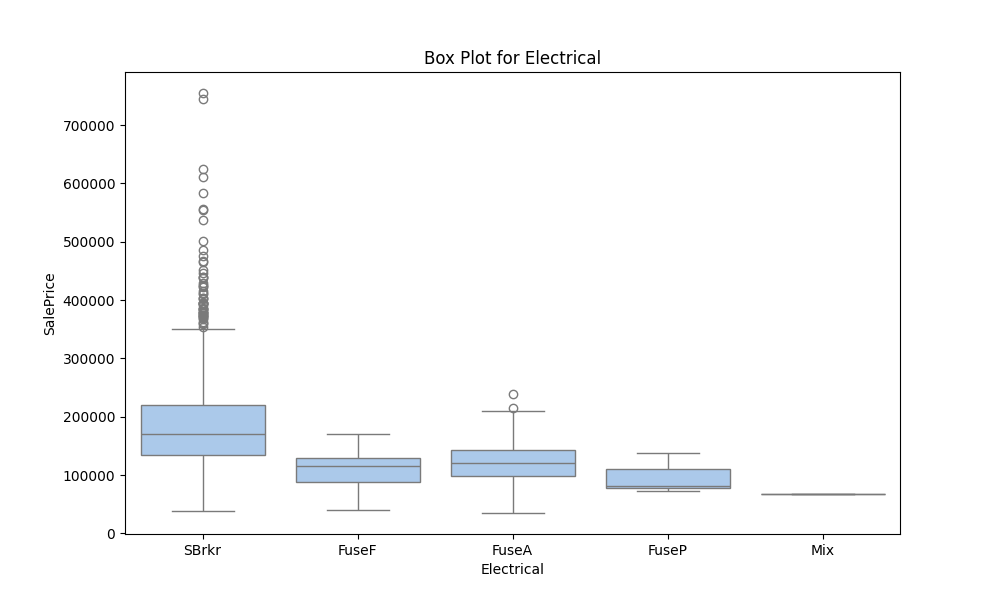 Box Plot for Electrical
700000
600000
500000
400000
300000
200000
100000
0
SalePrice
SBrkr FuseF FuseA FuseP Mix
Electrical